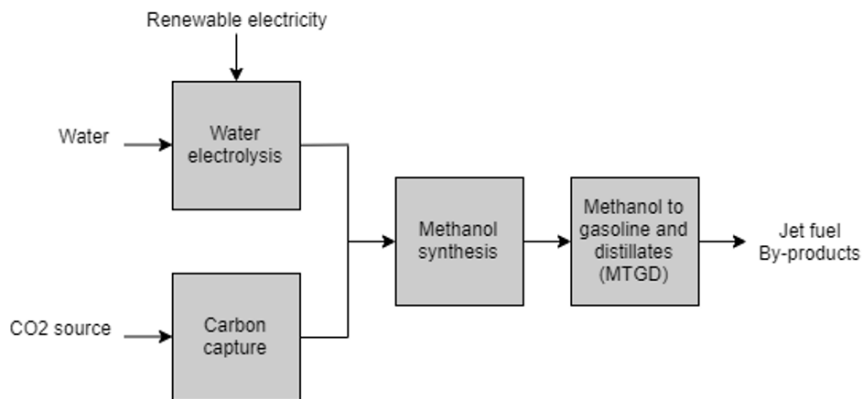 Renewable electricity
Water
Water
electrolysis
Methanol
synthesis
Methanol to
gasoline and
distillates
(MTGD)
Jet fuel
By-products
CO2 source
Carbon
capture